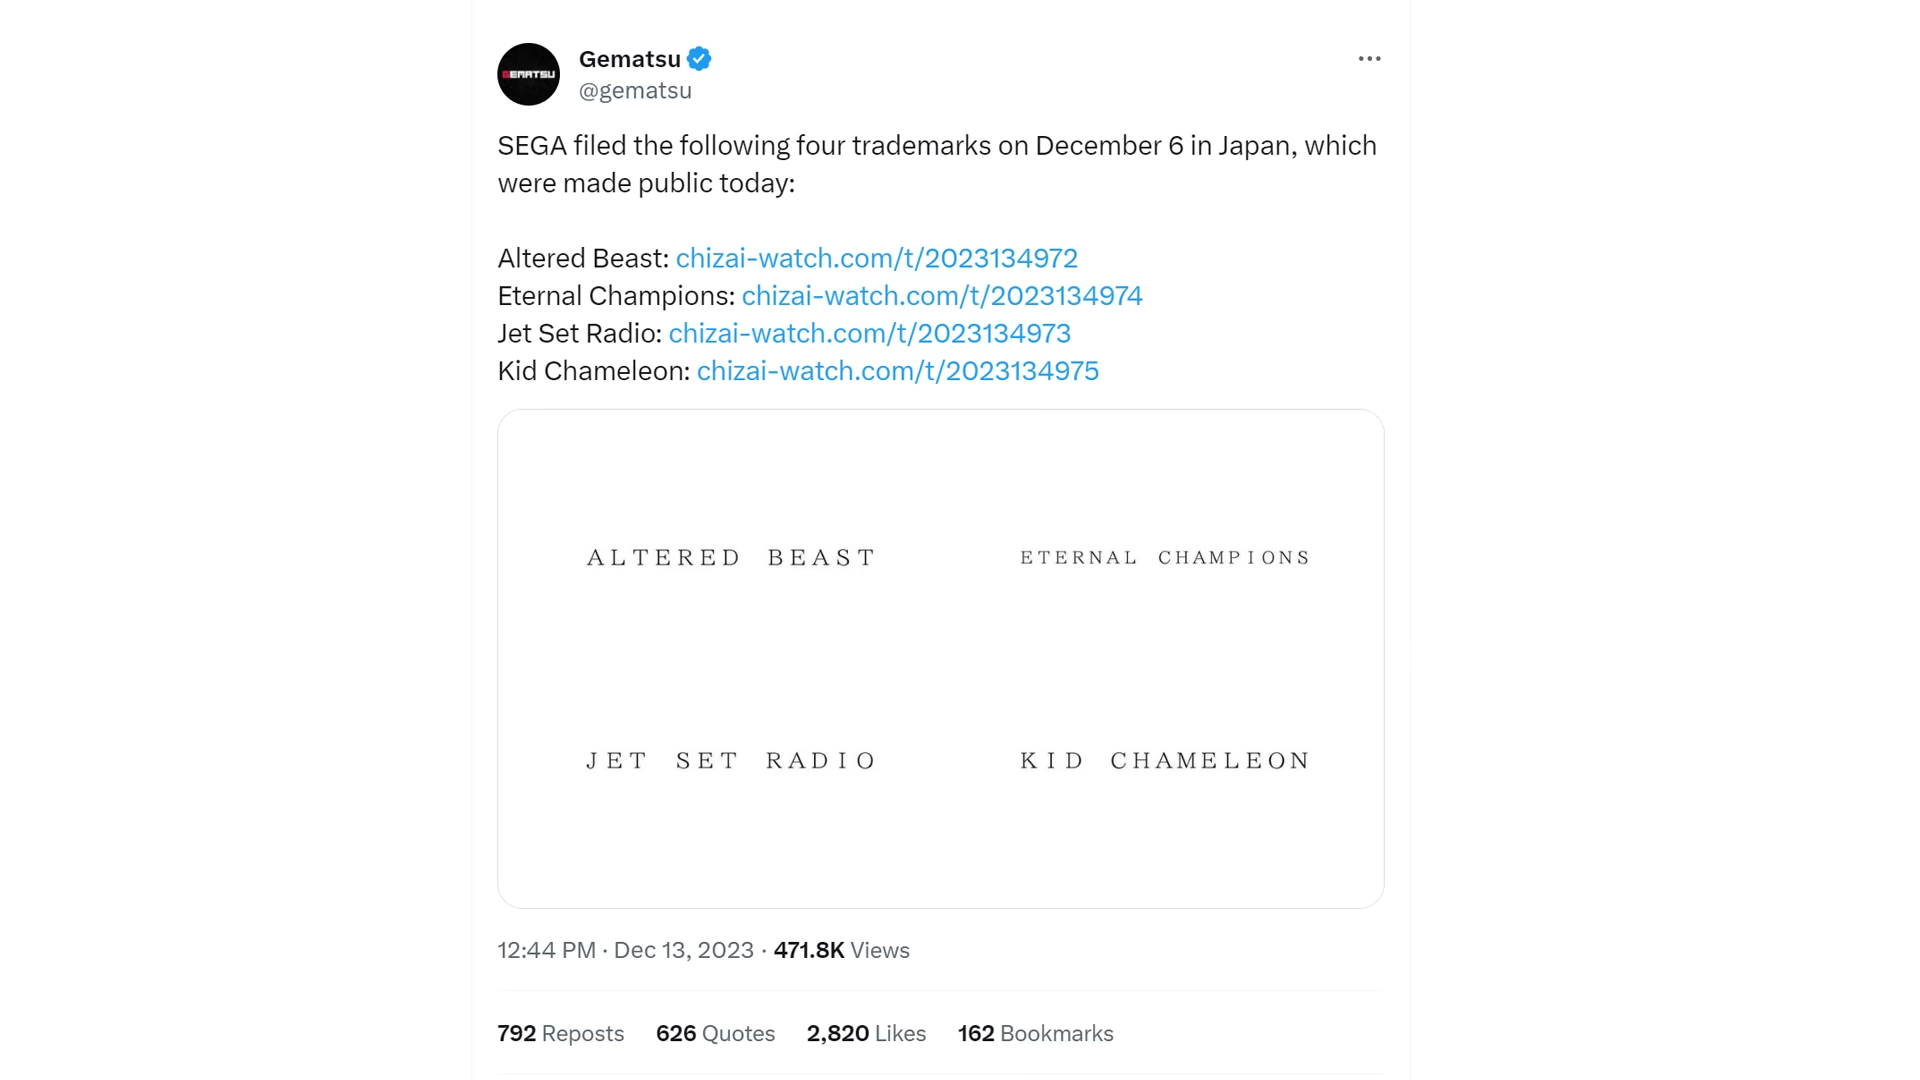 GEMATSU
Gematsu
@gematsu
SEGA filed the following four trademarks on December 6 in Japan, which
were made public today:
Altered Beast: chizai-watch.com/t/2023134972
Eternal Champions: chizai-watch.com/t/2023134974
Jet Set Radio: chizai-watch.com/t/2023134973
Kid Chameleon: chizai-watch.com/t/2023134975
ALTERED BEAST
ETERNAL CHAMPIONS
JET SET RADIO
KID CHAMELEON
12:44 PM · Dec 13, 2023 · 471.8K Views
792 Reposts 626 Quotes 2,820 Likes 162 Bookmarks